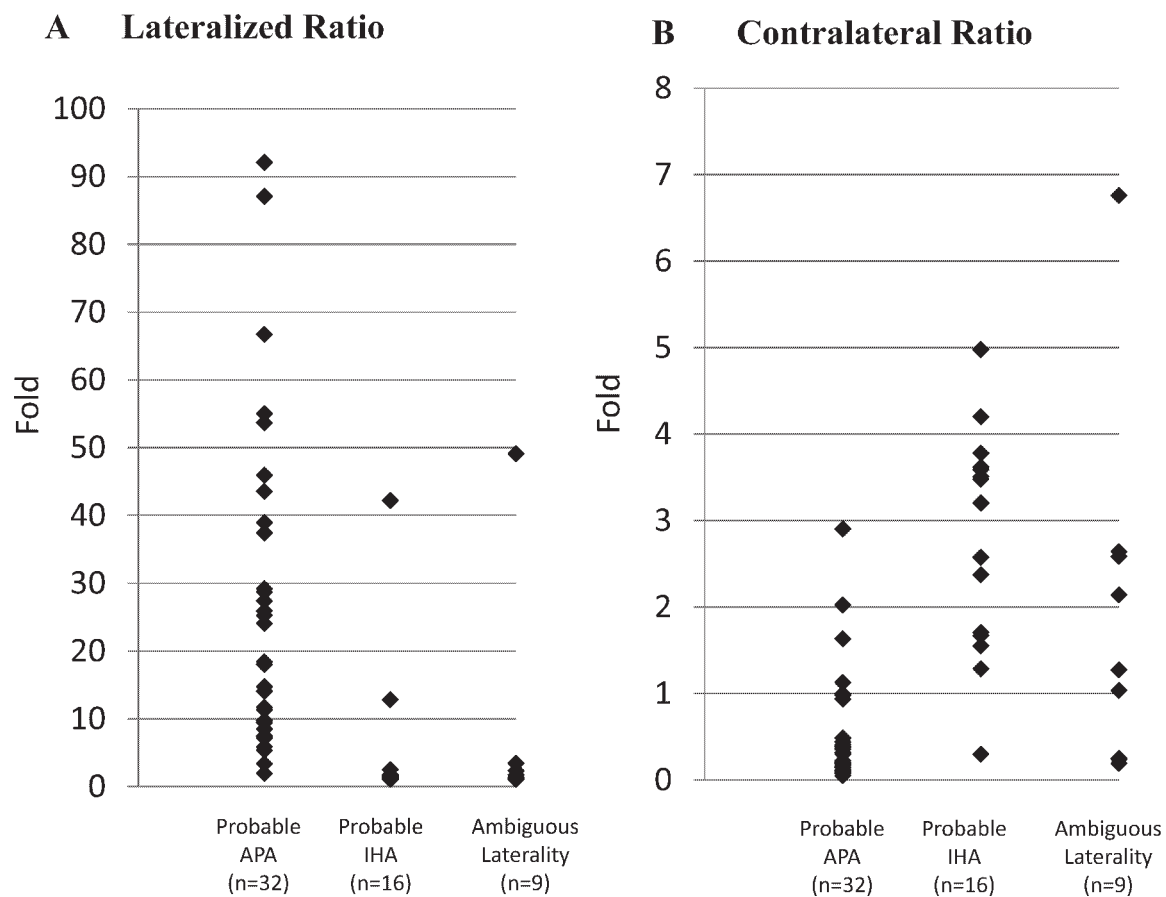 A Lateralized Ratio
100
90
80
70
60
50
40
30
20
10
0
Fold
Probable
APA
(n=32)
Probable
IHA
(n=16)
Ambiguous
Laterality
(n=9)
B Contralateral Ratio
8
7
6
5
4
3
2
1
0
Fold
Probable
APA
(n=32)
Probable
IHA
(n=16)
Ambiguous
Laterality
(n=9)